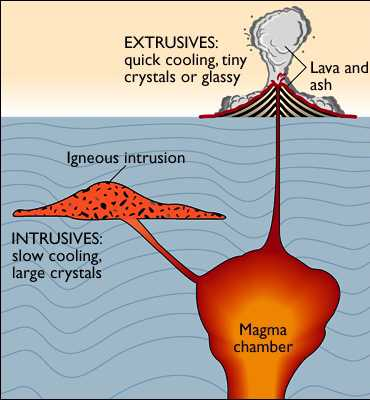 EXTRUSIVES:
quick cooling, tiny
crystals or glassy
Lava and
ash
Igneous intrusion
INTRUSIVES:
slow cooling,
large crystals
Magma
chamber